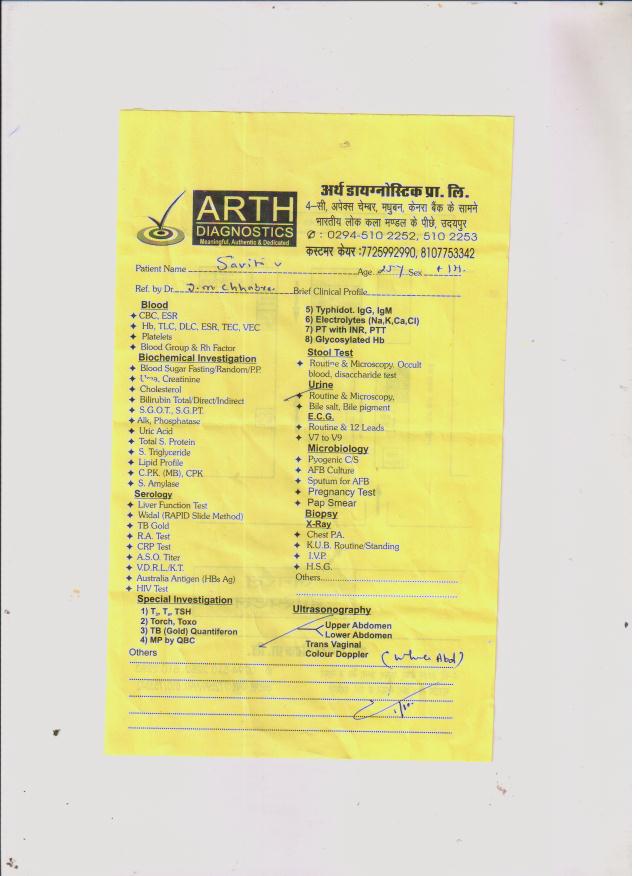 ARTH
DIAGNOSTICS
Meaningful, Authentic & Dedicated
अर्थ डायग्नोस्टिक प्रा. लि.
4–सी, अपेक्स चेम्बर, मधुबन, केनरा बैंक के सामने
भारतीय लोक कला मण्डल के पीछे, उदयपुर
✆ : 0294-510 2252, 510 2253
कस्टमर केयर :7725992990, 8107753342
Patient Name Savita Age. 25y Sex
Ref. by Dr. D.m Chhabra Brief Clinical Profile
Blood
CBC, ESR
Hb, TLC, DLC, ESR, TEC, VEC
Platelets
Blood Group & Rh Factor
Biochemical Investigation
Blood Sugar Fasting/Random/P.P.
Urea, Creatinine
Cholesterol
Bilirubin Total/Direct/Indirect
S.G.O.T., S.G.P.T.
Alk, Phosphatase
Uric Acid
Total S. Protein
S. Triglyceride
Lipid Profile
C.P.K. (MB), CPK
S. Amylase
Serology
Liver Function Test
Widal (RAPID Slide Method)
TB Gold
R.A. Test
CRP Test
A.S.O. Titer
V.D.R.L./K.T.
Australia Antigen (HBs Ag)
HIV Test
Special Investigation
1) T3, T4, TSH
2) Torch, Toxo
3) TB (Gold) Quantiferon
4) MP by QBC
Others
5) Typhidot. IgG, IgM
6) Electrolytes (Na,K,Ca,Cl)
7) PT with INR, PTT
8) Glycosylated Hb
Stool Test
Routine & Microscopy, Occult
blood, disaccharide test
Urine
Routine & Microscopy,
Bile salt, Bile pigment
E.C.G.
Routine & 12 Leads
V7 to V9
Microbiology
Pyogenic C/S
AFB Culture
Sputum for AFB
Pregnancy Test
Pap Smear
Biopsy
X-Ray
Chest P.A.
K.U.B. Routine/Standing
I.V.P.
H.S.G.
Others
Ultrasonography
Upper Abdomen
Lower Abdomen
Trans Vaginal
Colour Doppler
(Whole Abd)